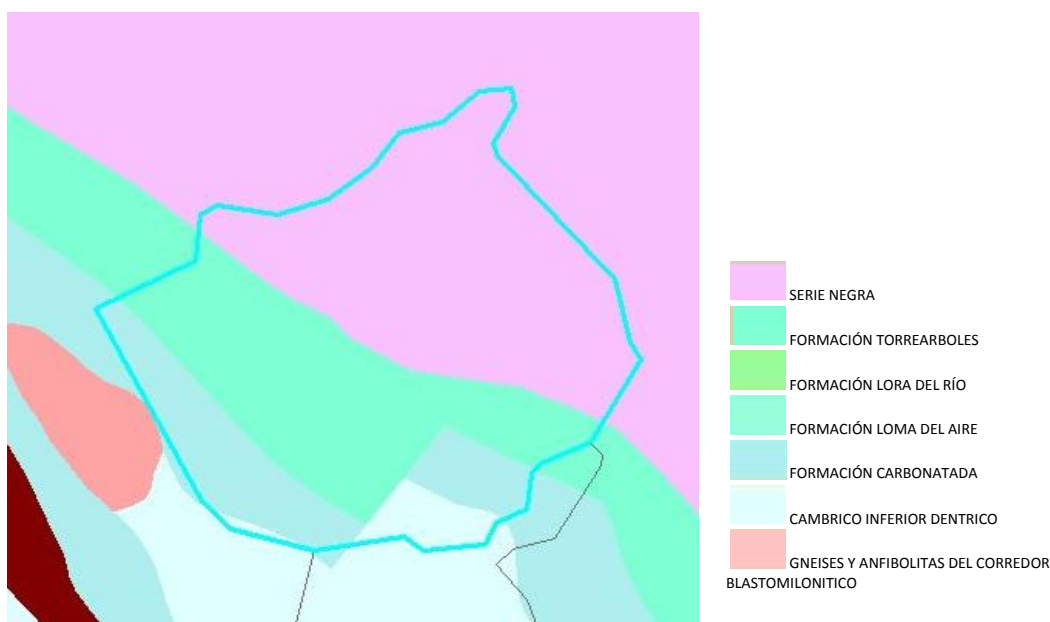 SERIE NEGRA
FORMACIÓN TORREARBOLES
FORMACIÓN LORA DEL RÍO
FORMACIÓN LOMA DEL AIRE
FORMACIÓN CARBONATADA
CAMBRICO INFERIOR DENTRICO
GNEISES Y ANFIBOLITAS DEL CORREDOR
BLASTOMILONITICO